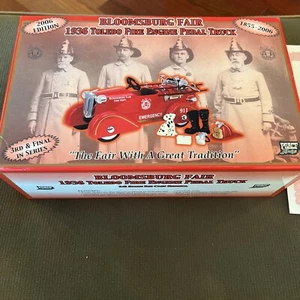 2006
EDITION
BLOOMSBURG FAIR
1936 TOLEDO FIRE ENGINE PEDAL TRUCK
1855-2006
EMERGENCY
911
3RD & FINAL
IN SERIES
"The Fair With A Great Tradition"
BLOOMSBURG FAIR
1936 TOLEDO FIRE ENGINE PEDAL TRUCK